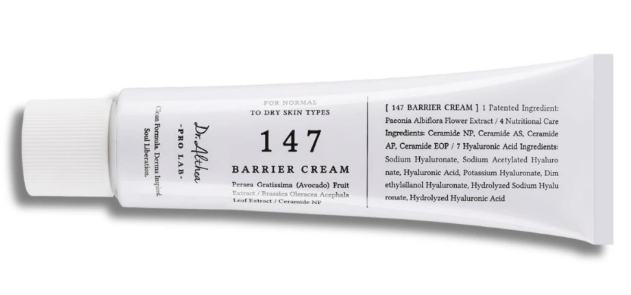 Clean Formula. Derma Inspired.
Soul Liberation.
Dr. Althea
-PRO LAB-
FOR NORMAL
TO DRY SKIN TYPES
147
BARRIER CREAM
Persea Gratissima (Avocado) Fruit
Extract / Brassica Oleracea Acephala
Leaf Extract / Ceramide NP
[ 147 BARRIER CREAM ] 1 Patented Ingredient:
Paeonia Albiflora Flower Extract / 4 Nutritional Care
Ingredients: Ceramide NP, Ceramide AS, Ceramide
AP, Ceramide EOP / 7 Hyaluronic Acid Ingredients:
Sodium Hyaluronate, Sodium Acetylated Hyaluro
nate, Hyaluronic Acid, Potassium Hyaluronate, Dim
ethylsilanol Hyaluronate, Hydrolyzed Sodium Hyalu
ronate, Hydrolyzed Hyaluronic Acid